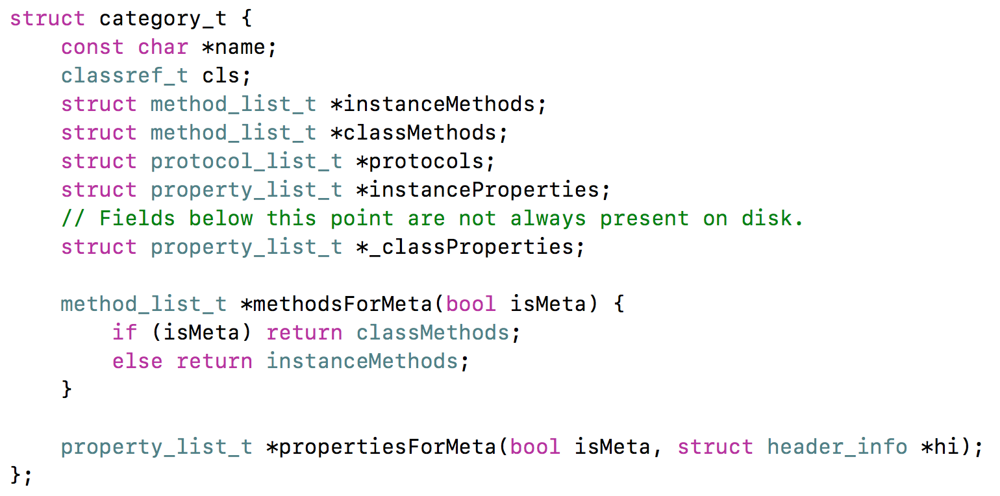 struct category_t {
    const char *name;
    classref_t cls;
    struct method_list_t *instanceMethods;
    struct method_list_t *classMethods;
    struct protocol_list_t *protocols;
    struct property_list_t *instanceProperties;
    // Fields below this point are not always present on disk.
    struct property_list_t *_classProperties;

    method_list_t *methodsForMeta(bool isMeta) {
        if (isMeta) return classMethods;
        else return instanceMethods;
    }

    property_list_t *propertiesForMeta(bool isMeta, struct header_info *hi);
};